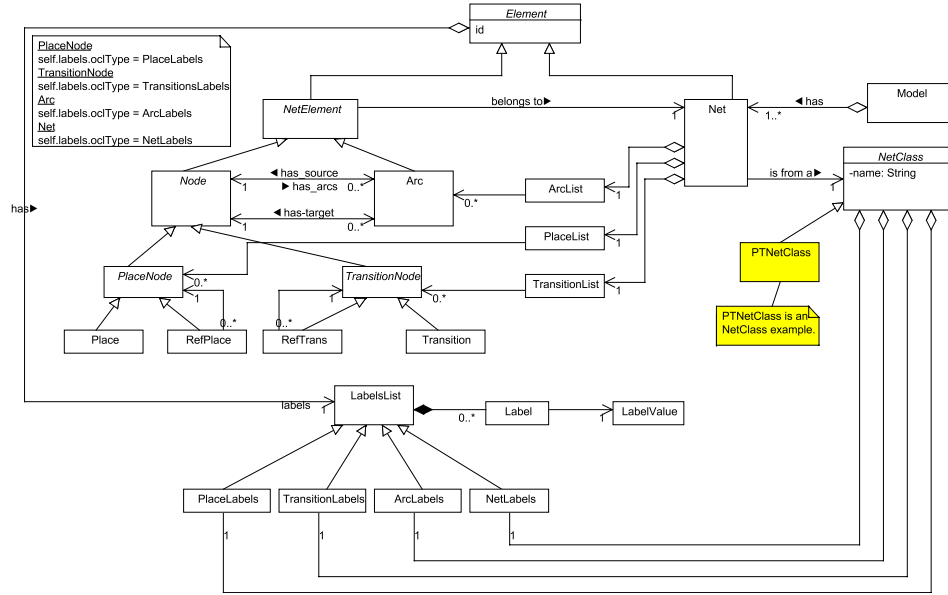 Element
id
PlaceNode
self.labels.oclType = PlaceLabels
TransitionNode
self.labels.oclType = TransitionsLabels
Arc
self.labels.oclType = ArcLabels
Net
self.labels.oclType = NetLabels
NetElement
belongs to▶
1
Net
◀ has
1..*
Model
NetClass
-name: String
is from a▶
1
Node
◀ has_source
1
▶ has_arcs
0..*
Arc
◀ has-target
1
0..*
0..*
ArcList
1
PlaceList
1
TransitionList
1
has▶
PlaceNode
0..*
1
0..*
TransitionNode
0..*
1
0..*
Place
RefPlace
RefTrans
Transition
PTNetClass
PTNetClass is an
NetClass example.
LabelsList
labels
1
0..*
Label
1
LabelValue
PlaceLabels
TransitionLabels
ArcLabels
NetLabels
1
1
1
1